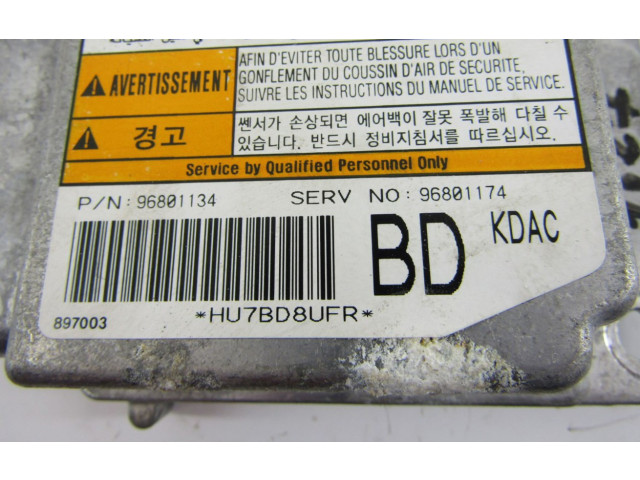 AFIN D'EVITER TOUTE BLESSURE LORS D'UN
GONFLEMENT DU COUSSIN D'AIR DE SECURITE,
SUIVRE LES INSTRUCTIONS DU MANUEL DE SERVICE.
AVERTISSEMENT
경고
쎈서가 손상되면 에어백이 잘못 폭발해 다칠 수
있습니다. 반드시 정비지침서를 따르십시오.
Service by Qualified Personnel Only
P/N: 96801134 SERV NO: 96801174
BD KDAC
897003 *HU7BD8UFR*